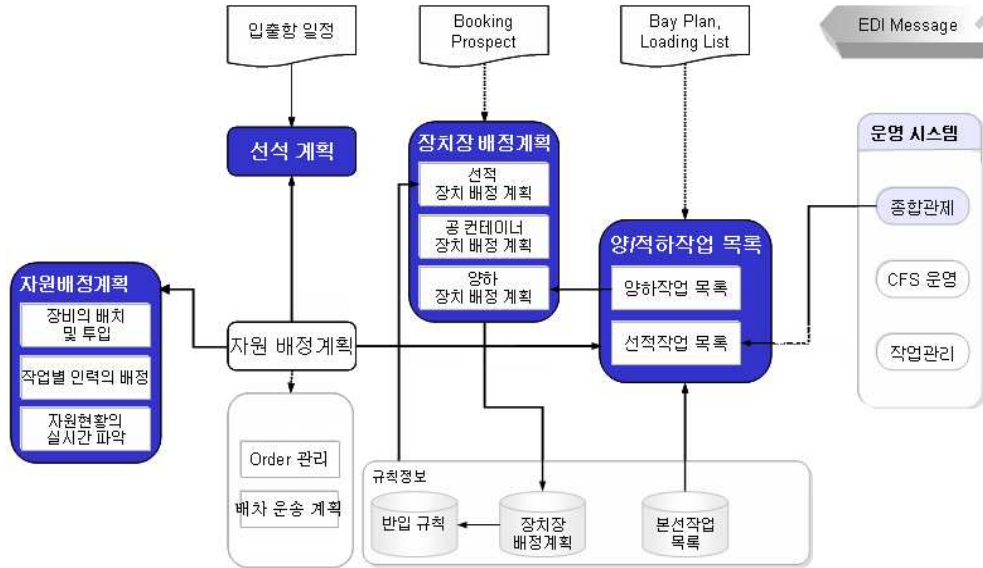 입출항 일정
Booking
Prospect
Bay Plan,
Loading List
EDI Message
선석 계획
장치장 배정계획
선적
장치 배정 계획
공 컨테이너
장치 배정 계획
양하
장치 배정 계획
양/적하작업 목록
양하작업 목록
선적작업 목록
운영 시스템
종합관제
CFS 운영
작업관리
자원배정계획
장비의 배치
및 투입
작업별 인력의 배정
자원현황의
실시간 파악
자원 배정계획
Order 관리
배차 운송 계획
규칙정보
반입 규칙
장치장
배정계획
본선작업
목록